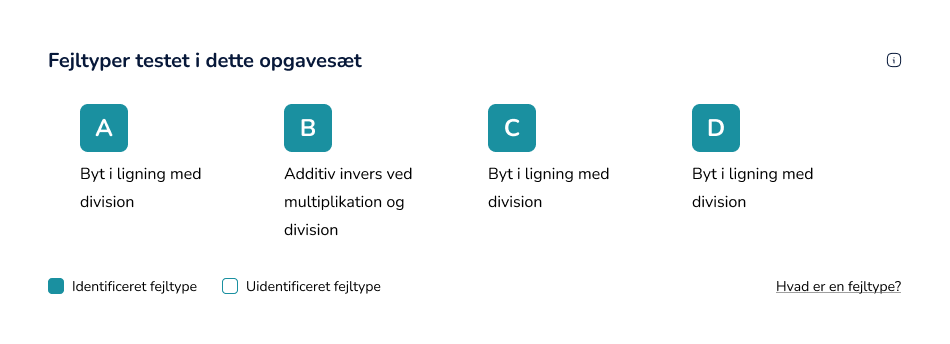 Fejltyper testet i dette opgavesæt
i
A
B
C
D
Byt i ligning med
division
Additiv invers ved
multiplikation og
division
Byt i ligning med
division
Byt i ligning med
division
Identificeret fejltype
Uidentificeret fejltype
Hvad er en fejltype?